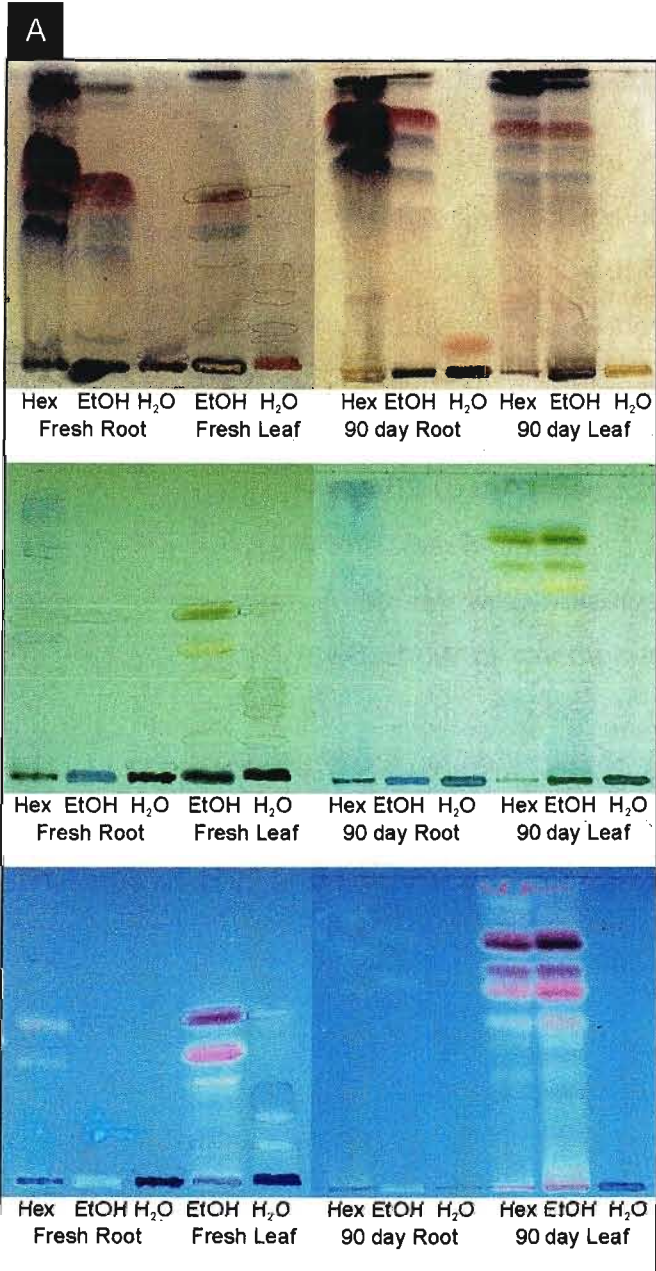 A
Hex EtOH H₂O EtOH H₂O Hex EtOH H₂O Hex EtOH H₂O
Fresh Root Fresh Leaf 90 day Root 90 day Leaf
Hex EtOH H₂O EtOH H₂O Hex EtOH H₂O Hex EtOH H₂O
Fresh Root Fresh Leaf 90 day Root 90 day Leaf
Hex EtOH H₂O EtOH H₂O Hex EtOH H₂O Hex EtOH H₂O
Fresh Root Fresh Leaf 90 day Root 90 day Leaf